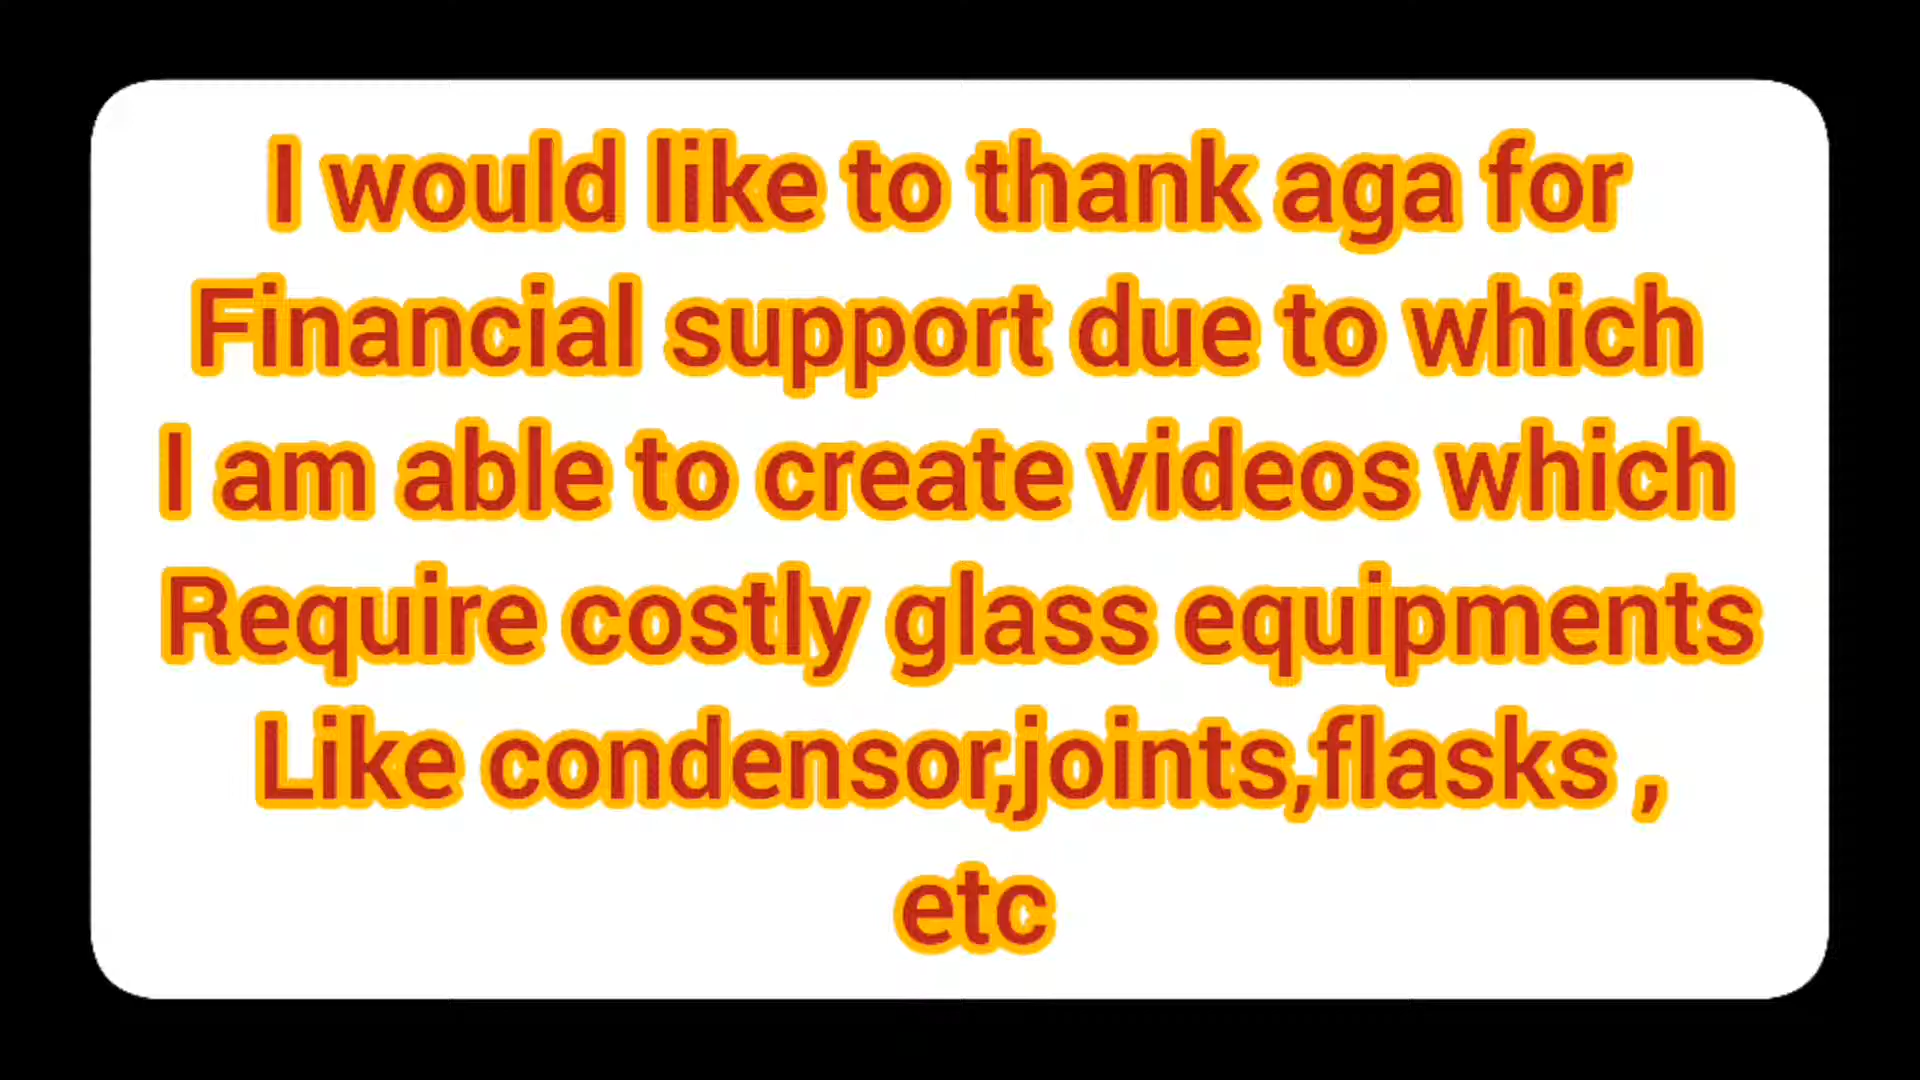 I would like to thank aga for
Financial support due to which
I am able to create videos which
Require costly glass equipments
Like condensor,joints,flasks ,
etc